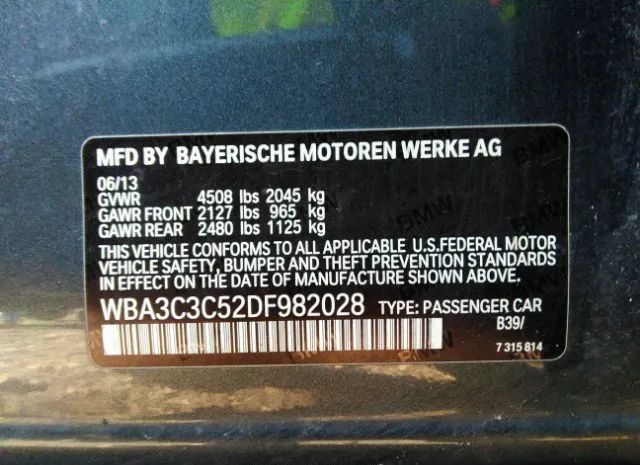 MFD BY BAYERISCHE MOTOREN WERKE AG
06/13
GVWR 4508 lbs 2045 kg
GAWR FRONT 2127 lbs 965 kg
GAWR REAR 2480 lbs 1125 kg
THIS VEHICLE CONFORMS TO ALL APPLICABLE U.S.FEDERAL MOTOR
VEHICLE SAFETY, BUMPER AND THEFT PREVENTION STANDARDS
IN EFFECT ON THE DATE OF MANUFACTURE SHOWN ABOVE.
WBA3C3C52DF982028 TYPE: PASSENGER CAR
B39/
7 315 814